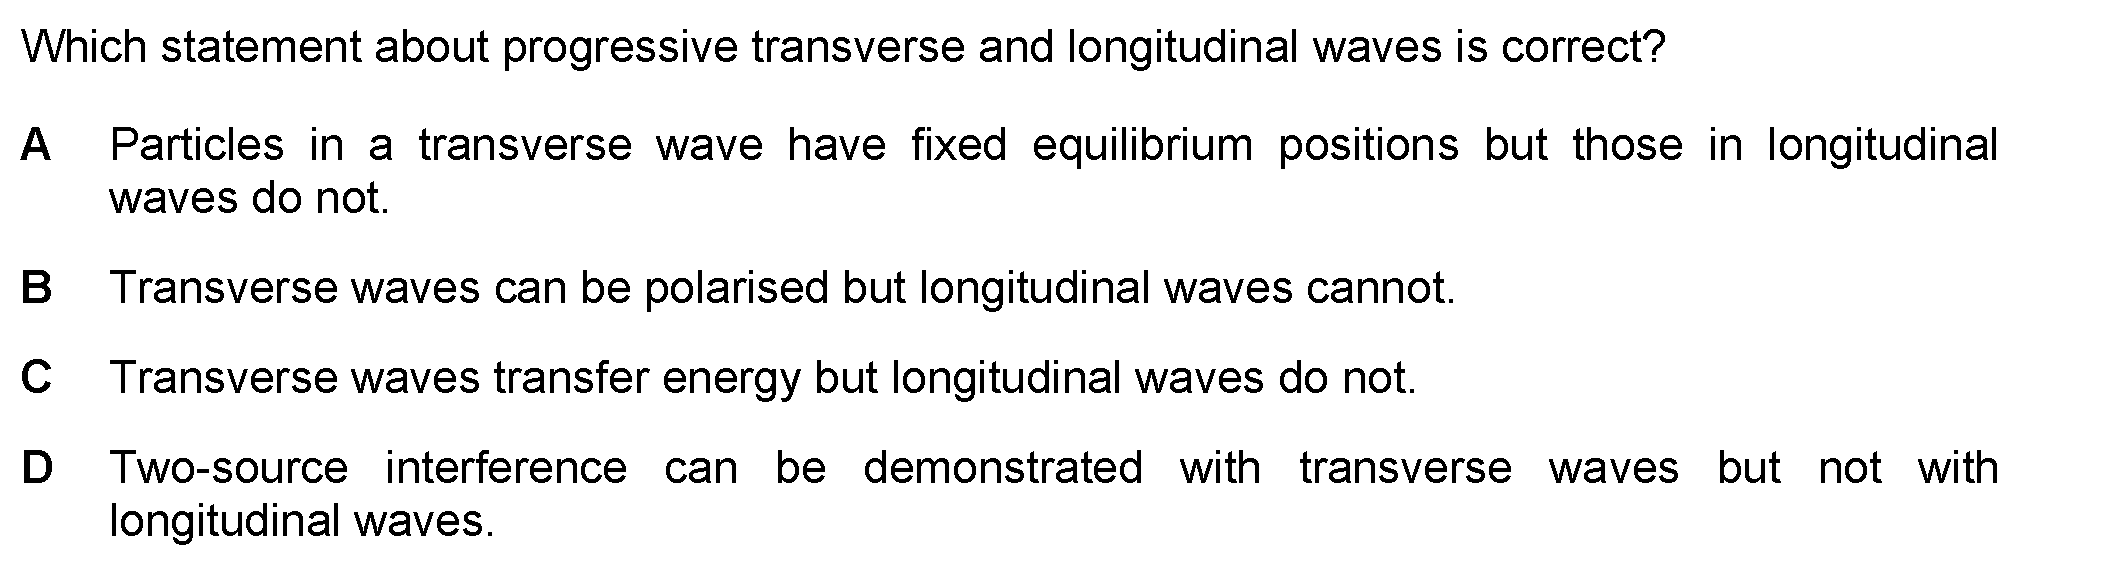 Which statement about progressive transverse and longitudinal waves is correct?
A Particles in a transverse wave have fixed equilibrium positions but those in longitudinal
waves do not.
B Transverse waves can be polarised but longitudinal waves cannot.
C Transverse waves transfer energy but longitudinal waves do not.
D Two-source interference can be demonstrated with transverse waves but not with
longitudinal waves.